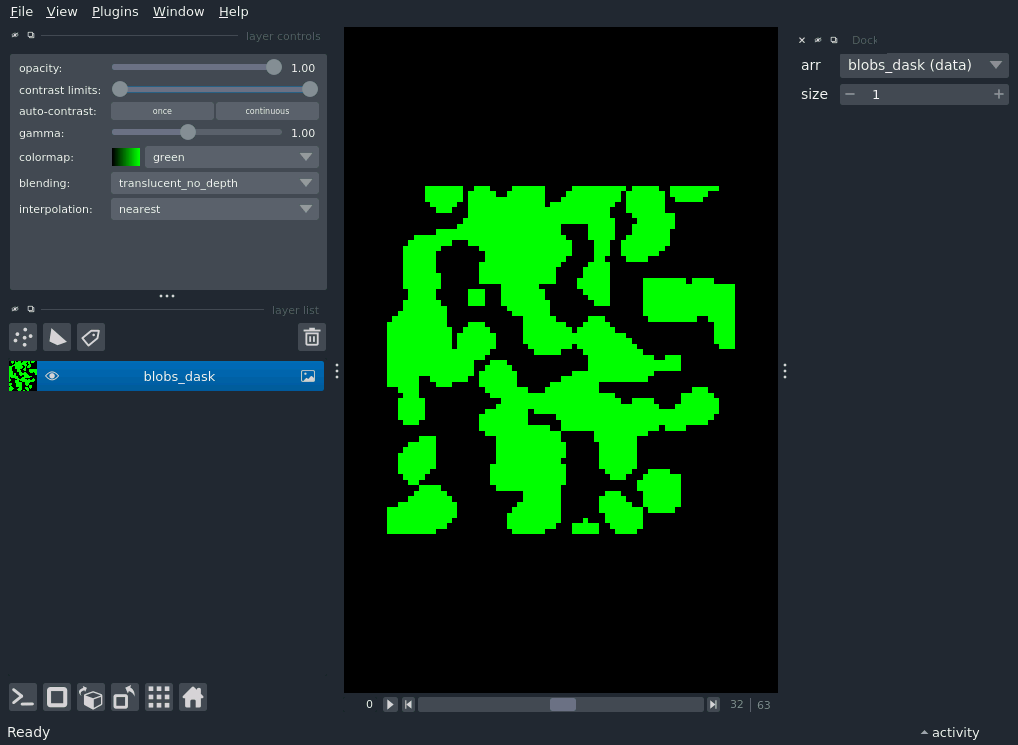 File View Plugins Window Help
layer controls
opacity: 1.00
contrast limits:
auto-contrast: once continuous
gamma: 1.00
colormap: green
blending: translucent_no_depth
interpolation: nearest
layer list
blobs_dask
0 32 63
Ready
activity
Dock
arr blobs_dask (data)
size 1